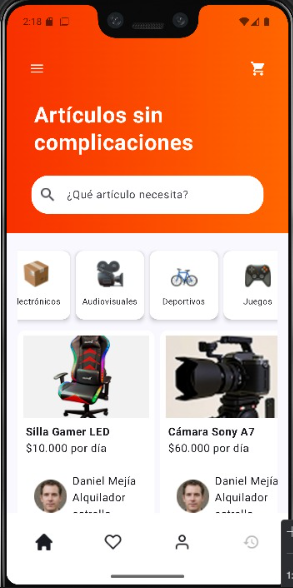 2:18
Artículos sin
complicaciones
¿Qué artículo necesita?
lectrónicos
Audiovisuales
Deportivos
Juegos
Silla Gamer LED
$10.000 por día
Cámara Sony A7
$60.000 por día
Daniel Mejía
Alquilador
estrella
Daniel Mejía
Alquilador
estrella